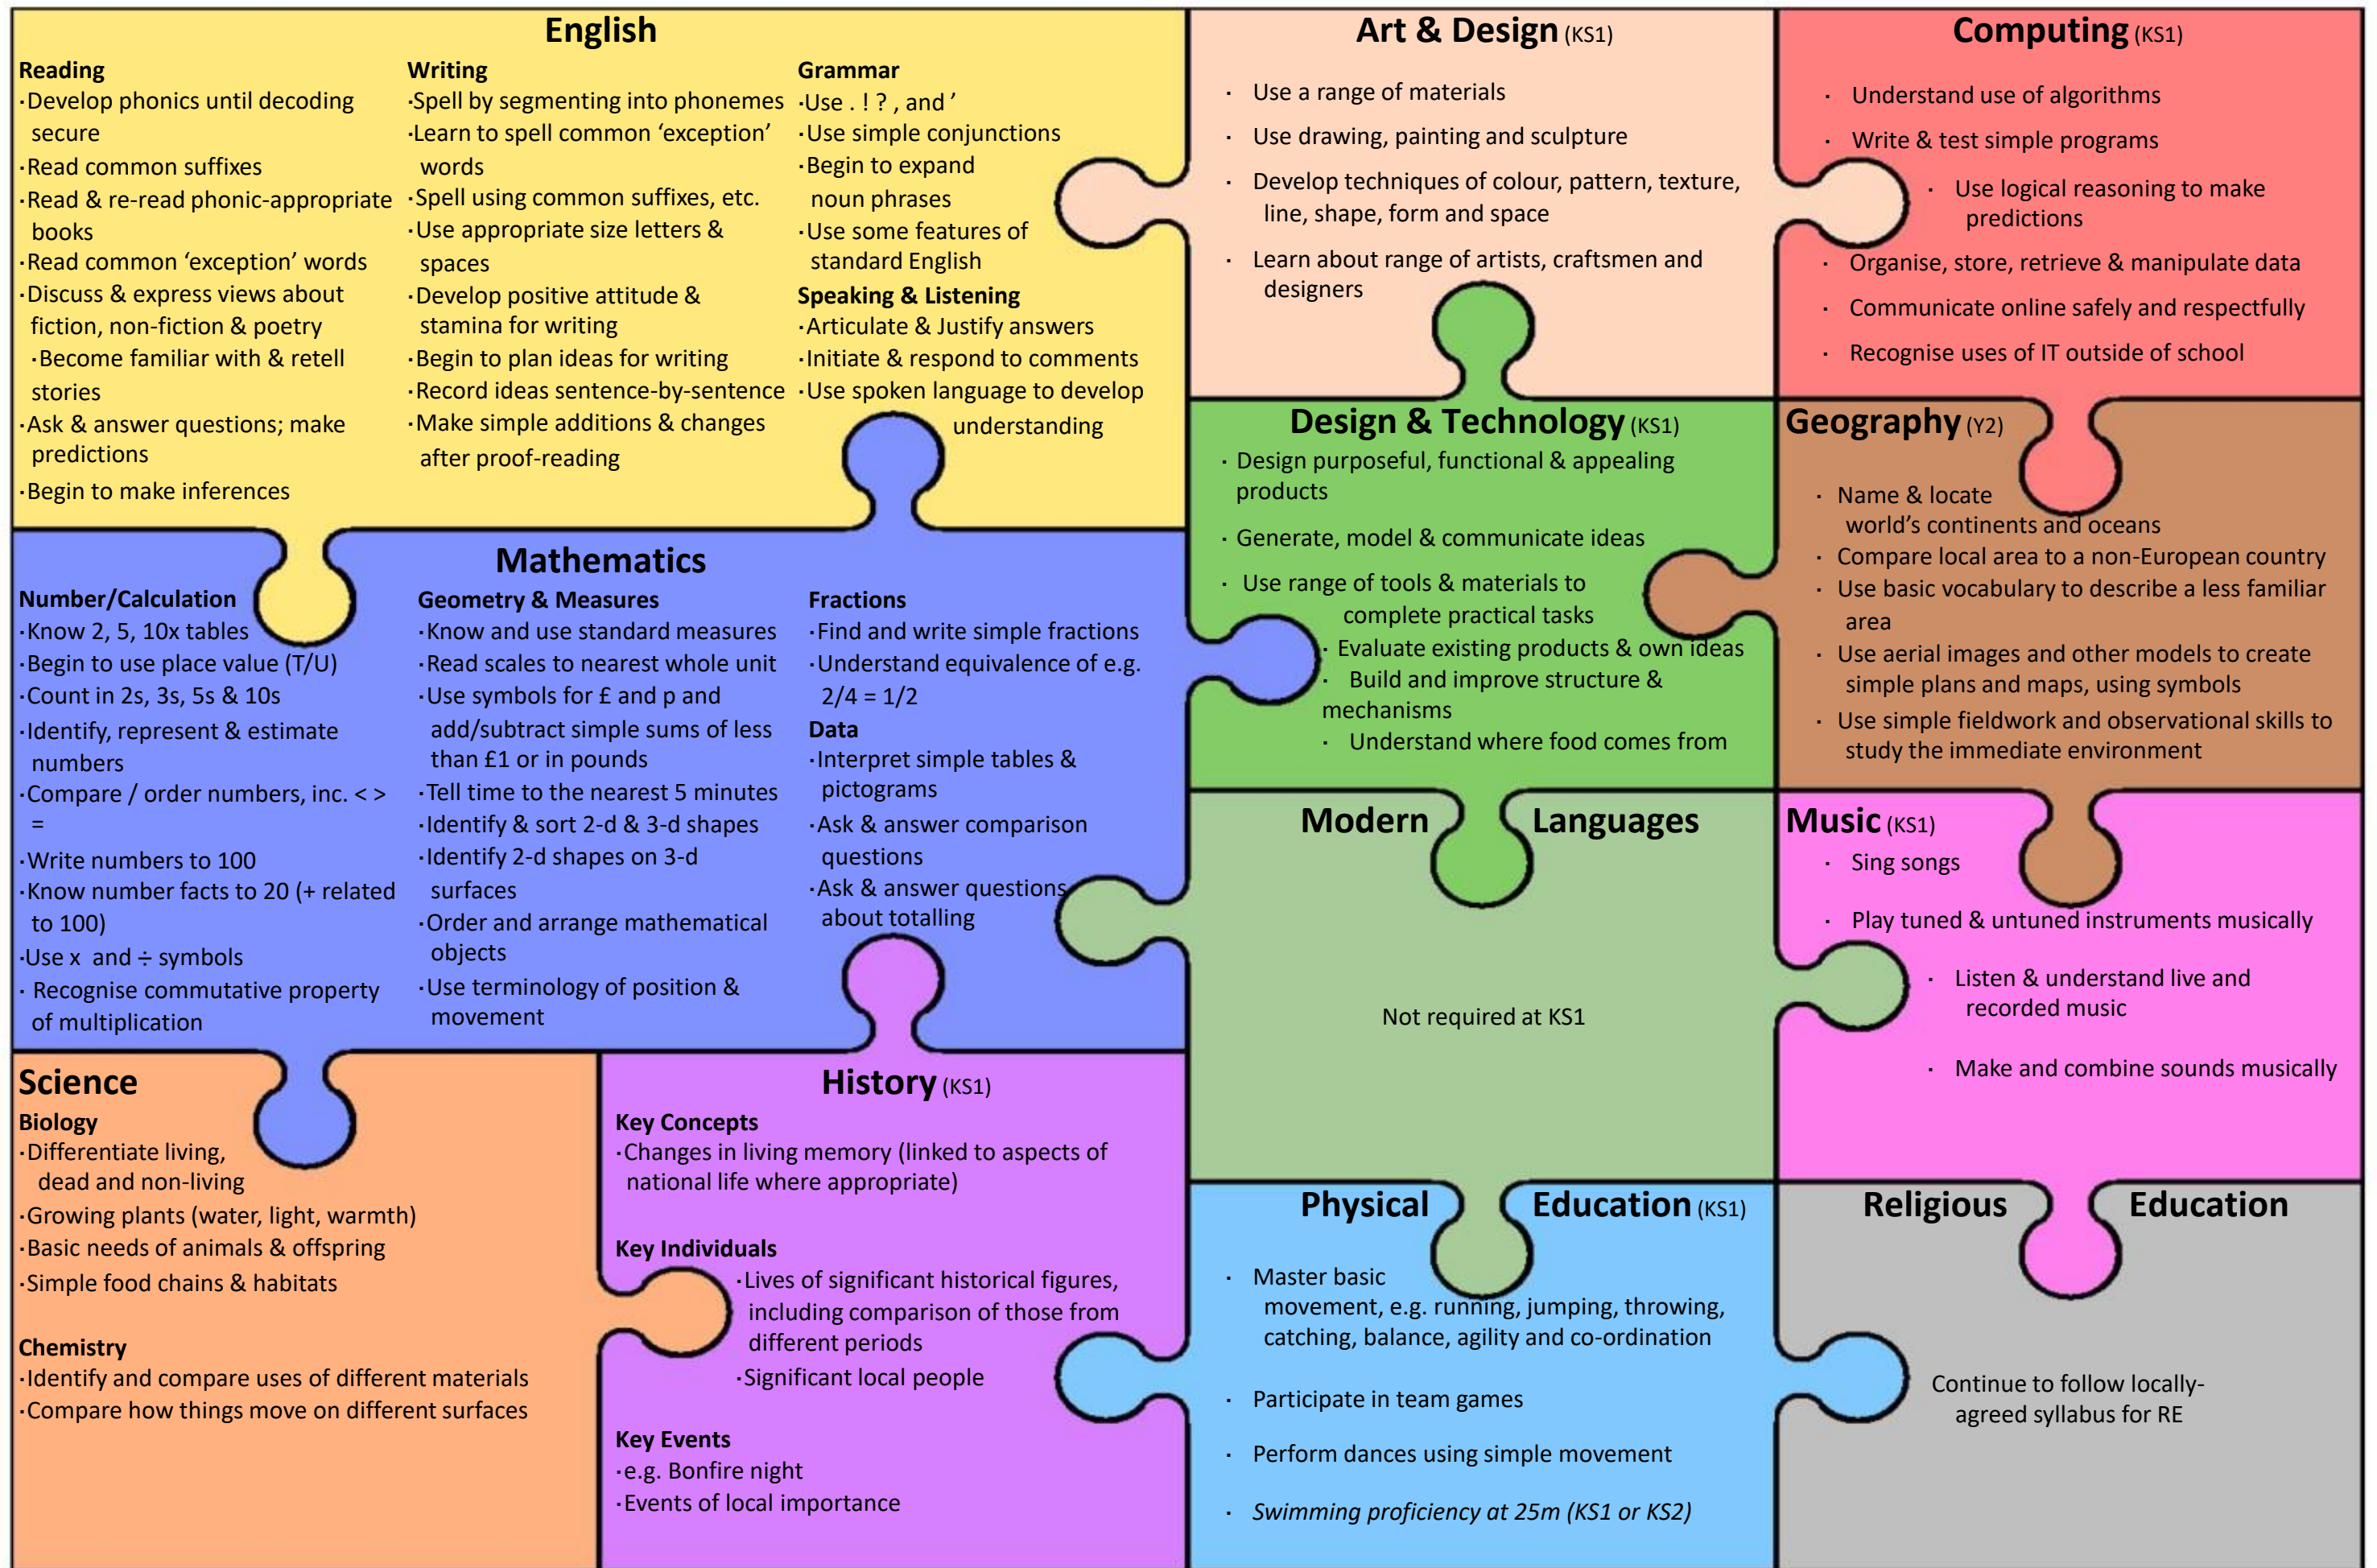 English
Reading
·Develop phonics until decoding
secure
·Read common suffixes
·Read & re-read phonic-appropriate
books
·Read common ‘exception’ words
·Discuss & express views about
fiction, non-fiction & poetry
·Become familiar with & retell
stories
·Ask & answer questions; make
predictions
·Begin to make inferences
Writing
·Spell by segmenting into phonemes
·Learn to spell common ‘exception’
words
·Spell using common suffixes, etc.
·Use appropriate size letters &
spaces
·Develop positive attitude &
stamina for writing
·Begin to plan ideas for writing
·Record ideas sentence-by-sentence
·Make simple additions & changes
after proof-reading
Grammar
·Use . ! ? , and ’
·Use simple conjunctions
·Begin to expand
noun phrases
·Use some features of
standard English
Speaking & Listening
·Articulate & Justify answers
·Initiate & respond to comments
·Use spoken language to develop
understanding
Art & Design (KS1)
· Use a range of materials
· Use drawing, painting and sculpture
· Develop techniques of colour, pattern, texture,
line, shape, form and space
· Learn about range of artists, craftsmen and
designers
Computing (KS1)
· Understand use of algorithms
· Write & test simple programs
· Use logical reasoning to make
predictions
· Organise, store, retrieve & manipulate data
· Communicate online safely and respectfully
· Recognise uses of IT outside of school
Mathematics
Number/Calculation
·Know 2, 5, 10x tables
·Begin to use place value (T/U)
·Count in 2s, 3s, 5s & 10s
·Identify, represent & estimate
numbers
·Compare / order numbers, inc. < >
=
·Write numbers to 100
·Know number facts to 20 (+ related
to 100)
·Use x and ÷ symbols
· Recognise commutative property
of multiplication
Geometry & Measures
·Know and use standard measures
·Read scales to nearest whole unit
·Use symbols for £ and p and
add/subtract simple sums of less
than £1 or in pounds
·Tell time to the nearest 5 minutes
·Identify & sort 2-d & 3-d shapes
·Identify 2-d shapes on 3-d
surfaces
·Order and arrange mathematical
objects
·Use terminology of position &
movement
Fractions
·Find and write simple fractions
·Understand equivalence of e.g.
2/4 = 1/2
Data
·Interpret simple tables &
pictograms
·Ask & answer comparison
questions
·Ask & answer questions
about totalling
Design & Technology (KS1)
· Design purposeful, functional & appealing
products
· Generate, model & communicate ideas
· Use range of tools & materials to
complete practical tasks
· Evaluate existing products & own ideas
· Build and improve structure &
mechanisms
· Understand where food comes from
Geography (Y2)
· Name & locate
world’s continents and oceans
· Compare local area to a non-European country
· Use basic vocabulary to describe a less familiar
area
· Use aerial images and other models to create
simple plans and maps, using symbols
· Use simple fieldwork and observational skills to
study the immediate environment
Modern Languages
Not required at KS1
Music (KS1)
· Sing songs
· Play tuned & untuned instruments musically
· Listen & understand live and
recorded music
· Make and combine sounds musically
Science
Biology
·Differentiate living,
dead and non-living
·Growing plants (water, light, warmth)
·Basic needs of animals & offspring
·Simple food chains & habitats
Chemistry
·Identify and compare uses of different materials
·Compare how things move on different surfaces
History (KS1)
Key Concepts
·Changes in living memory (linked to aspects of
national life where appropriate)
Key Individuals
·Lives of significant historical figures,
including comparison of those from
different periods
·Significant local people
Key Events
·e.g. Bonfire night
·Events of local importance
Physical Education (KS1)
· Master basic
movement, e.g. running, jumping, throwing,
catching, balance, agility and co-ordination
· Participate in team games
· Perform dances using simple movement
· Swimming proficiency at 25m (KS1 or KS2)
Religious Education
Continue to follow locally-
agreed syllabus for RE